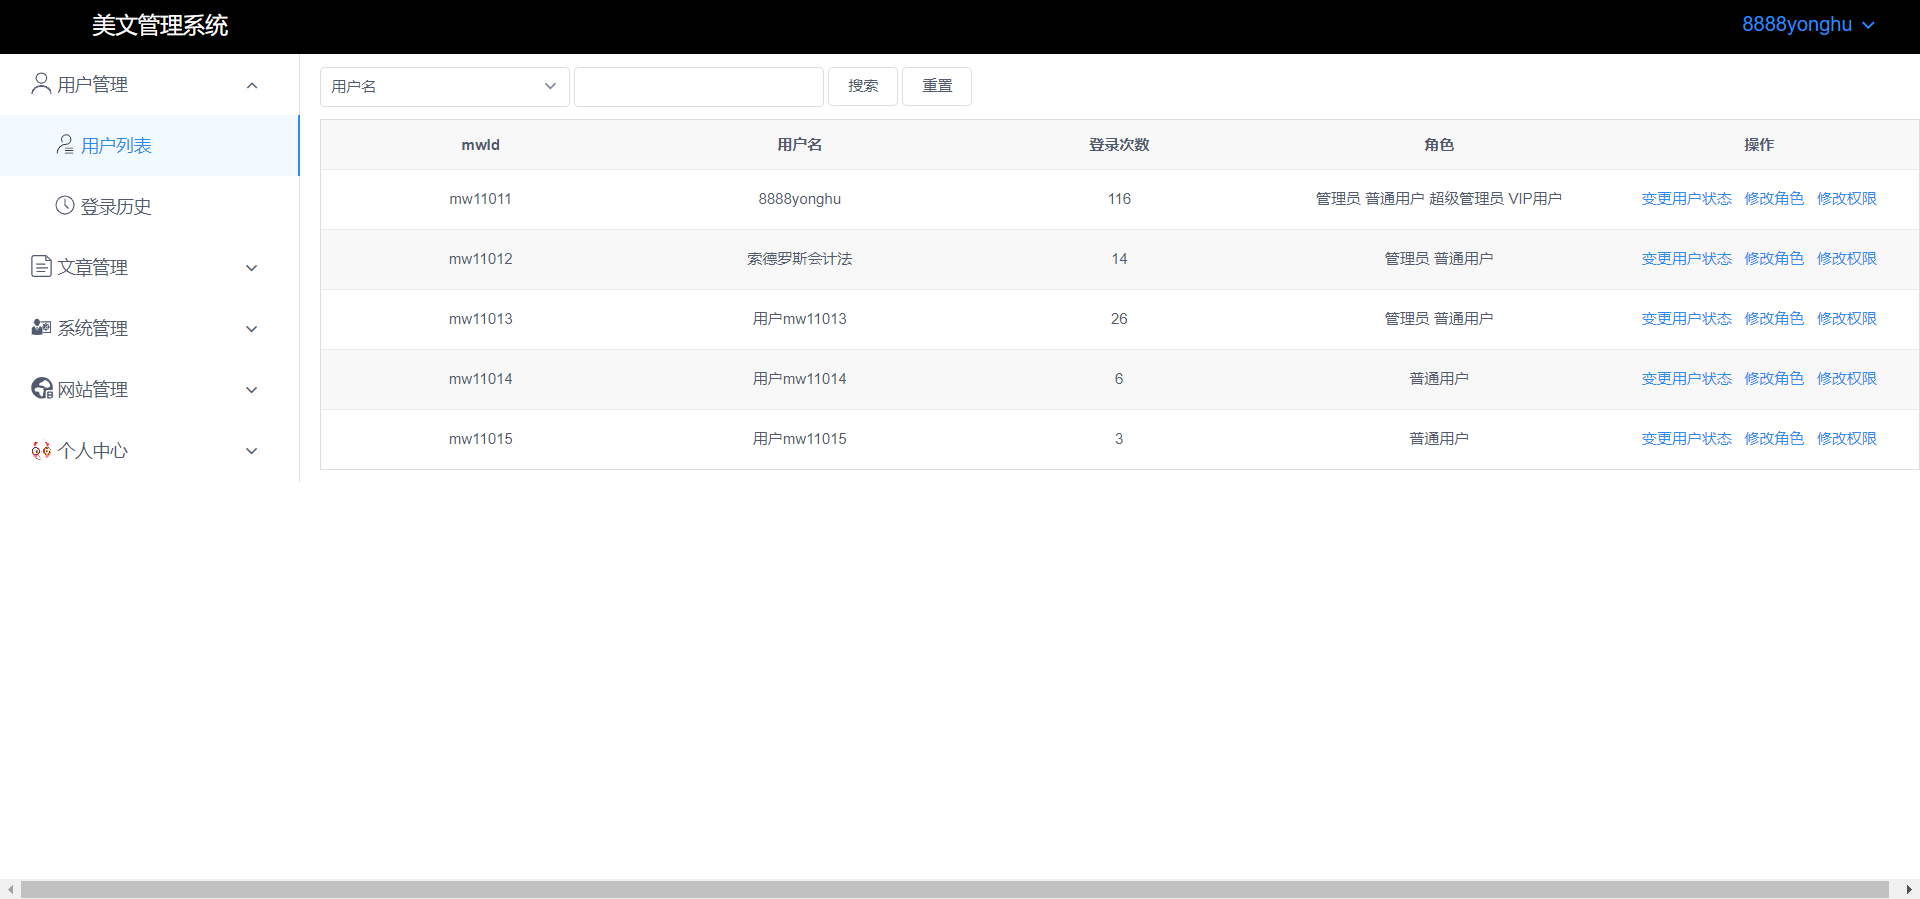 美文管理系统
8888yonghu
用户管理
用户列表
登录历史
文章管理
系统管理
网站管理
个人中心
用户名 搜索 重置
mwId 用户名 登录次数 角色 操作
mw11011 8888yonghu 116 管理员 普通用户 超级管理员 VIP用户 变更用户状态 修改角色 修改权限
mw11012 索德罗斯会计法 14 管理员 普通用户 变更用户状态 修改角色 修改权限
mw11013 用户mw11013 26 管理员 普通用户 变更用户状态 修改角色 修改权限
mw11014 用户mw11014 6 普通用户 变更用户状态 修改角色 修改权限
mw11015 用户mw11015 3 普通用户 变更用户状态 修改角色 修改权限